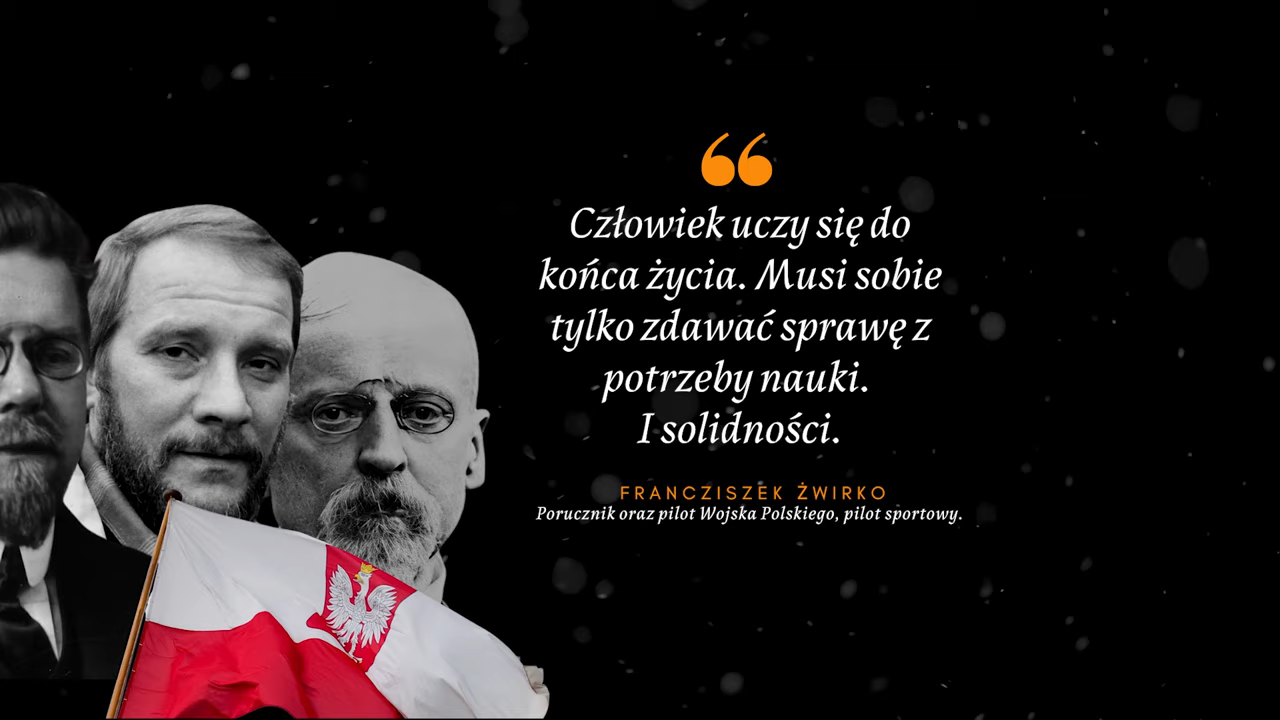 Człowiek uczy się do
końca życia. Musi sobie
tylko zdawać sprawę z
potrzeby nauki.
I solidności.
FRANCZISZEK ŻWIRKO
Porucznik oraz pilot Wojska Polskiego, pilot sportowy.